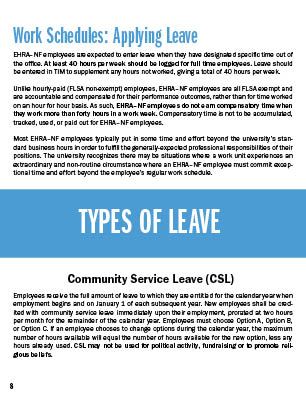 Work Schedules: Applying Leave
EHRA–NF employees are expected to enter leave when they have designated specific time out of
the office. At least 40 hours per week should be logged for full time employees. Leave should
be entered in TIM to supplement any hours not worked, giving a total of 40 hours per week.
Unlike hourly-paid (FLSA non-exempt) employees, EHRA–NF employees are all FLSA exempt and
are accountable and compensated for their performance outcomes, rather than for time worked
on an hour for hour basis. As such, EHRA–NF employees do not earn compensatory time when
they work more than forty hours in a work week. Compensatory time is not to be accumulated,
tracked, used, or paid out for EHRA–NF employees.
Most EHRA–NF employees typically put in some time and effort beyond the university's stan-
dard business hours in order to fulfill the generally-expected professional responsibilities of their
positions. The university recognizes there may be situations where a work unit experiences an
extraordinary and non-routine circumstance where an EHRA–NF employee must commit excep-
tional time and effort beyond the employee's regular work schedule.
TYPES OF LEAVE
Community Service Leave (CSL)
Employees receive the full amount of leave to which they are entitled for the calendar year when
employment begins and on January 1 of each subsequent year. New employees shall be cred-
ited with community service leave immediately upon their employment, prorated at two hours
per month for the remainder of the calendar year. Employees must choose Option A, Option B,
or Option C. If an employee chooses to change options during the calendar year, the maximum
number of hours available will equal the number of hours available for the new option, less any
hours already used. CSL may not be used for political activity, fundraising or to promote reli-
gious beliefs.
8